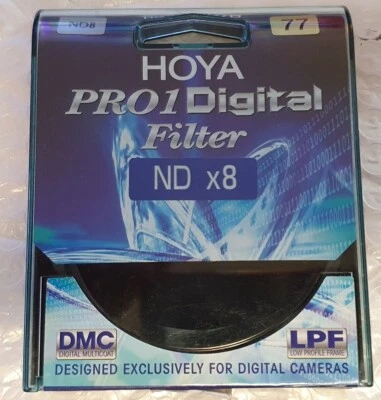 ND8 77
HOYA
PRO1 Digital
Filter
ND x8
DMC LPF
DIGITAL MULTICOAT LOW PROFILE FRAME
DESIGNED EXCLUSIVELY FOR DIGITAL CAMERAS